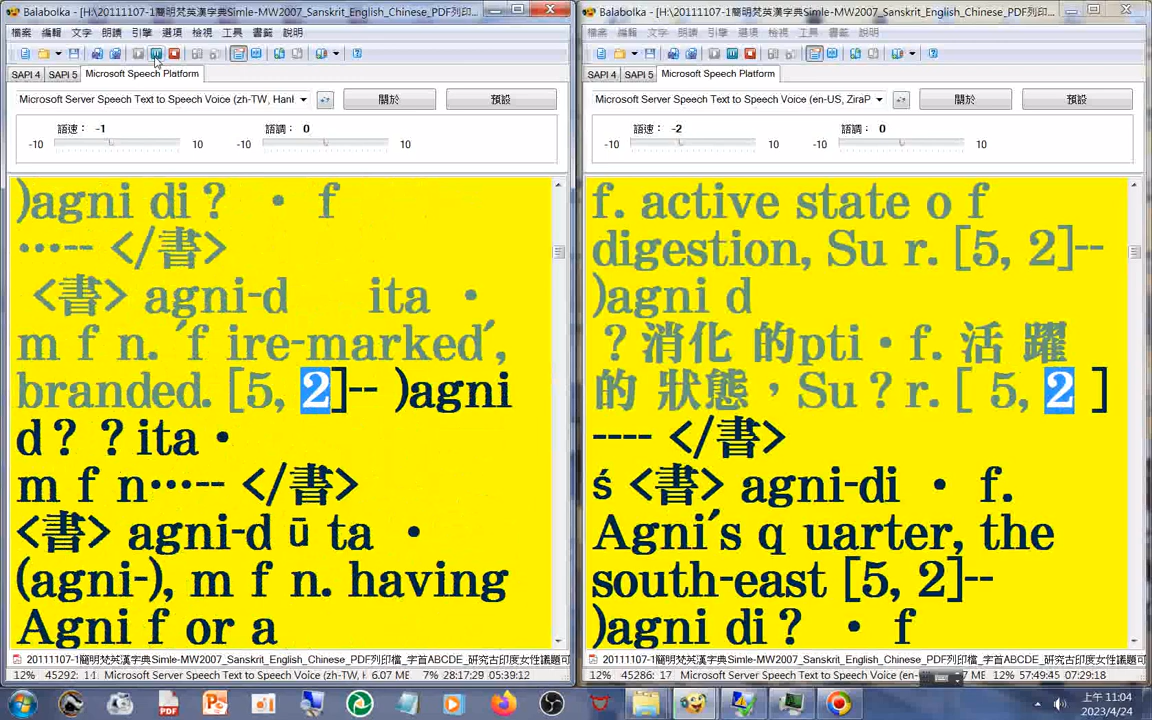 Balabolka - [H:\20111107-1簡明梵英漢字典Simle-MW2007_Sanskrit_English_Chinese_PDF列印...
檔案 編輯 文字 朗讀 引擎 選項 檢視 工具 書籤 說明
SAPI 4 SAPI 5 Microsoft Speech Platform
Microsoft Server Speech Text to Speech Voice (zh-TW, HanH
關於 預設
語速： -1 語調： 0
-10 10 -10 10
)agni di？ • f
…-- </書>
<書> agni-d ita •
m f n. ′f ire-marked′,
branded. [5, 2]-- )agni
d？ ？ita •
m f n…-- </書>
<書> agni-d ū ta •
(agni-), m f n. having
Agni f or a
20111107-1簡明梵英漢字典Simle-MW2007_Sanskrit_English_Chinese_PDF列印檔_字首ABCDE_研究古印度女性議題可
12% 45292: 14 Microsoft Server Speech Text to Speech Voice (zh-TW, H 6.07 ME 7% 28:17:29 05:39:12
Balabolka - [H:\20111107-1簡明梵英漢字典Simle-MW2007_Sanskrit_English_Chinese_PDF列印...
檔案 編輯 文字 朗讀 引擎 選項 檢視 工具 書籤 說明
SAPI 4 SAPI 5 Microsoft Speech Platform
Microsoft Server Speech Text to Speech Voice (en-US, ZiraP
關於 預設
語速： -2 語調： 0
-10 10 -10 10
f. active state o f
digestion, Su r. [5, 2]--
)agni d
？消化 的pti • f. 活 躍
的 狀態，Su？r. [ 5, 2 ]
---- </書>
ś <書> agni-di • f.
Agni′s q uarter, the
south-east [5, 2]--
)agni di？ • f
20111107-1簡明梵英漢字典Simle-MW2007_Sanskrit_English_Chinese_PDF列印檔_字首ABCDE_研究古印度女性議題可
12% 45286: 17 Microsoft Server Speech Text to Speech Voice (en- 7 ME 12% 57:49:45 07:29:18
上午 11:04
2023/4/24